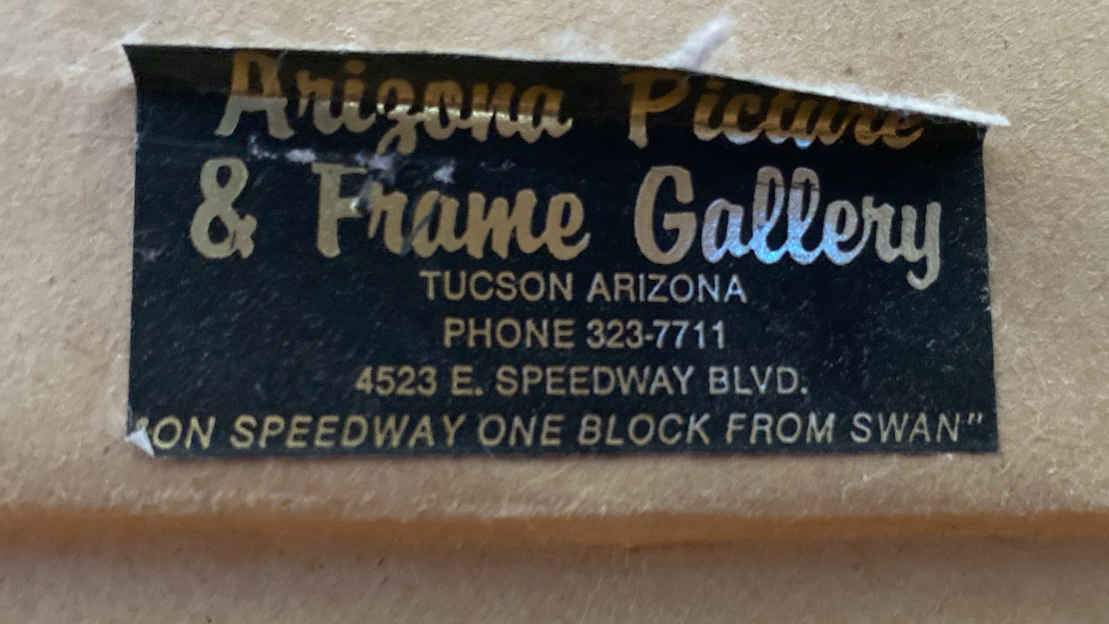 Arizona Picture
& Frame Gallery
TUCSON ARIZONA
PHONE 323-7711
4523 E. SPEEDWAY BLVD.
"ON SPEEDWAY ONE BLOCK FROM SWAN"